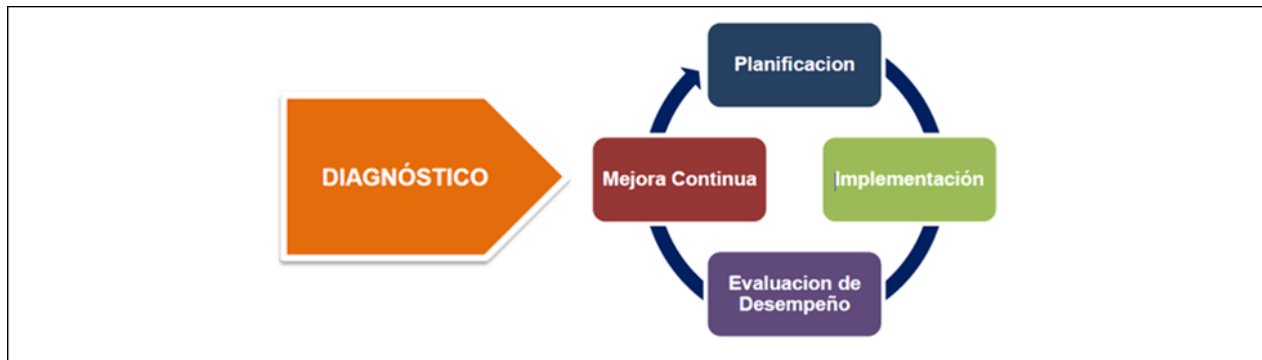 DIAGNÓSTICO
Planificacion
Mejora Continua
Implementación
Evaluacion de
Desempeño